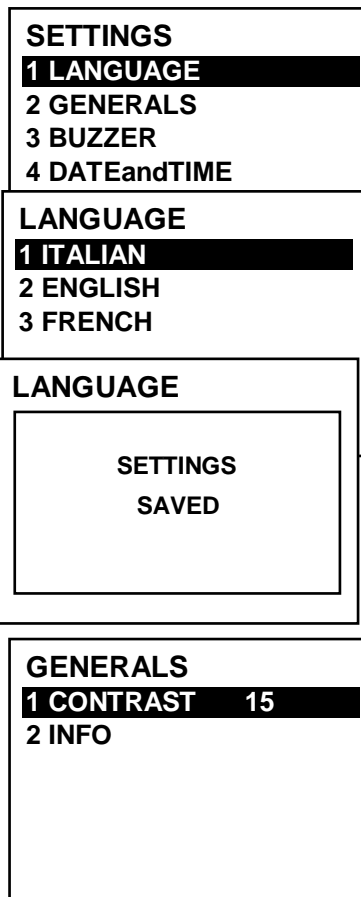 SETTINGS
1 LANGUAGE
2 GENERALS
3 BUZZER
4 DATEandTIME
LANGUAGE
1 ITALIAN
2 ENGLISH
3 FRENCH
LANGUAGE
SETTINGS
SAVED
GENERALS
1 CONTRAST 15
2 INFO